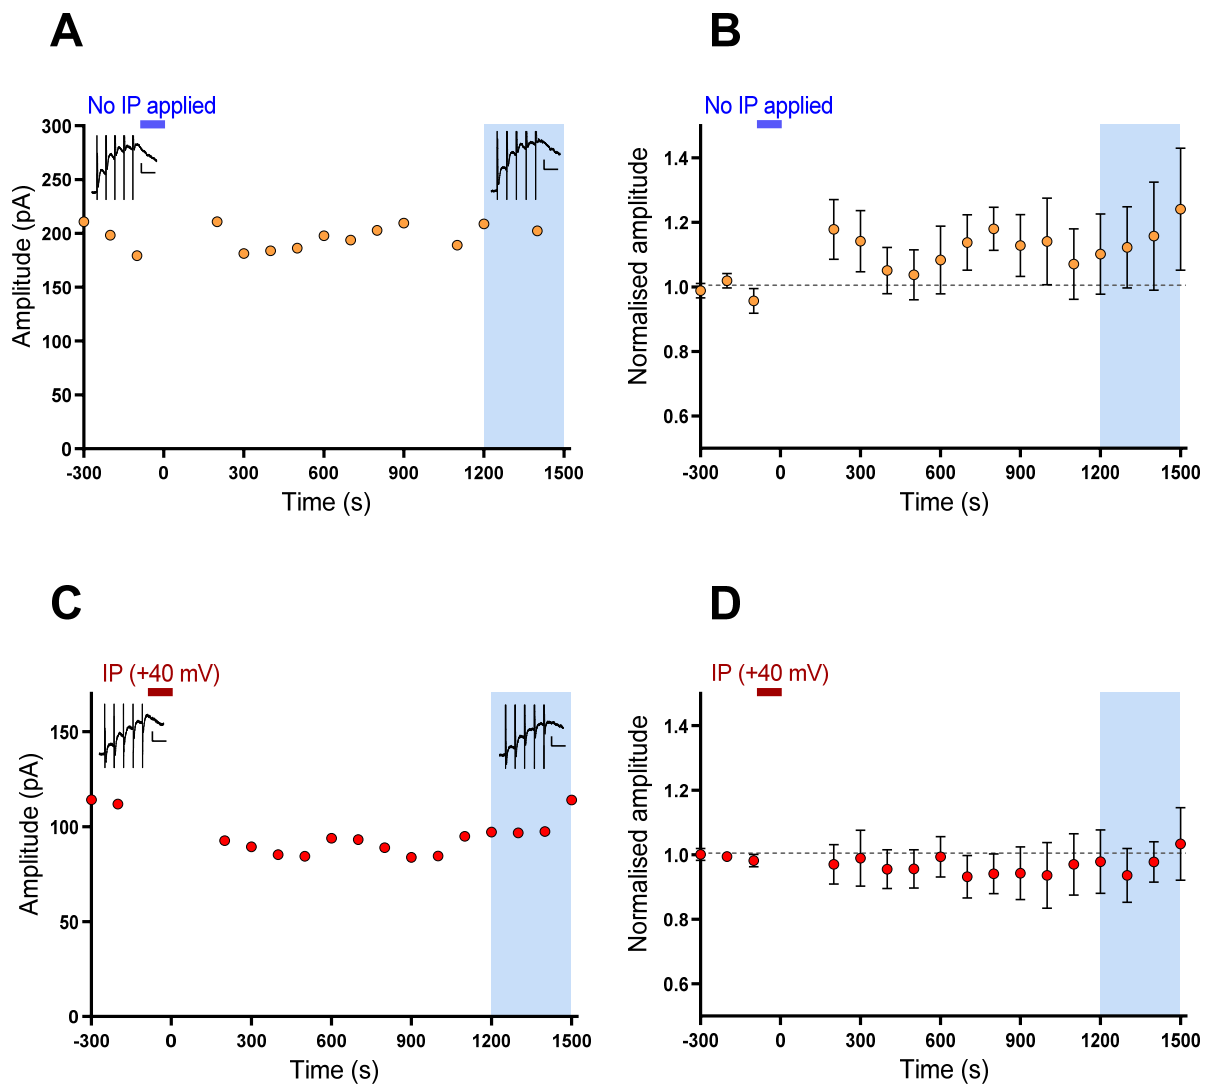 A
B
No IP applied
No IP applied
300
250
200
150
100
50
0
Amplitude (pA)
-300 0 300 600 900 1200 1500
Time (s)
1.4
1.2
1.0
0.8
0.6
Normalised amplitude
-300 0 300 600 900 1200 1500
Time (s)
C
D
IP (+40 mV)
IP (+40 mV)
150
100
50
0
Amplitude (pA)
-300 0 300 600 900 1200 1500
Time (s)
1.4
1.2
1.0
0.8
0.6
Normalised amplitude
-300 0 300 600 900 1200 1500
Time (s)